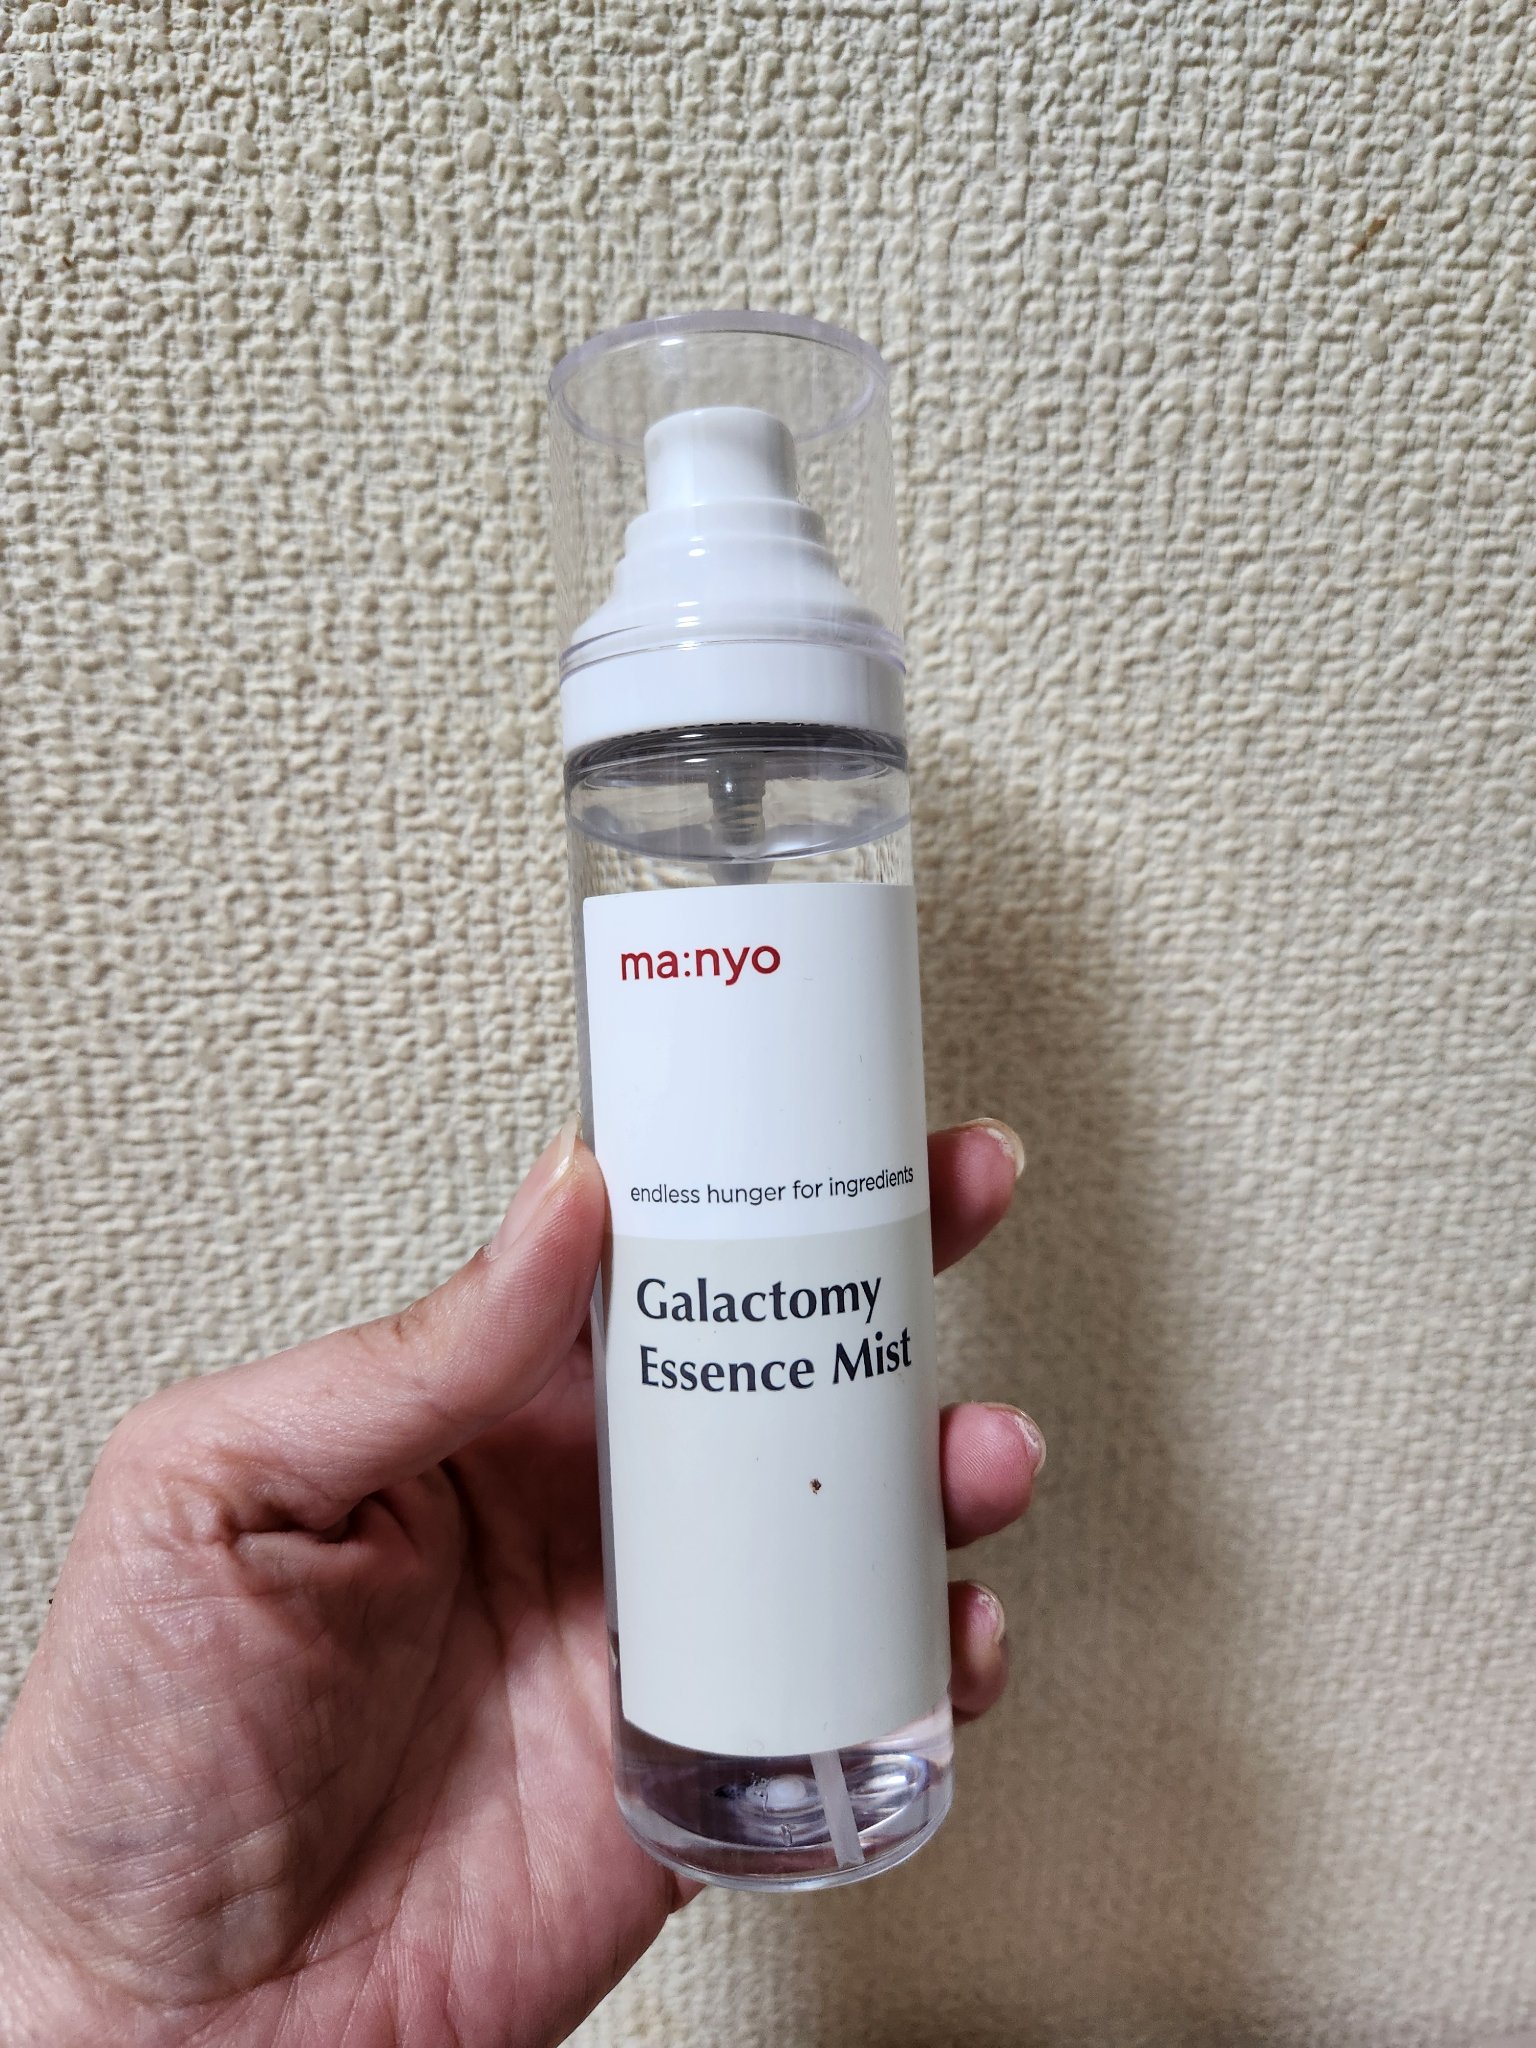 ma:nyo
endless hunger for ingredients
Galactomy
Essence Mist